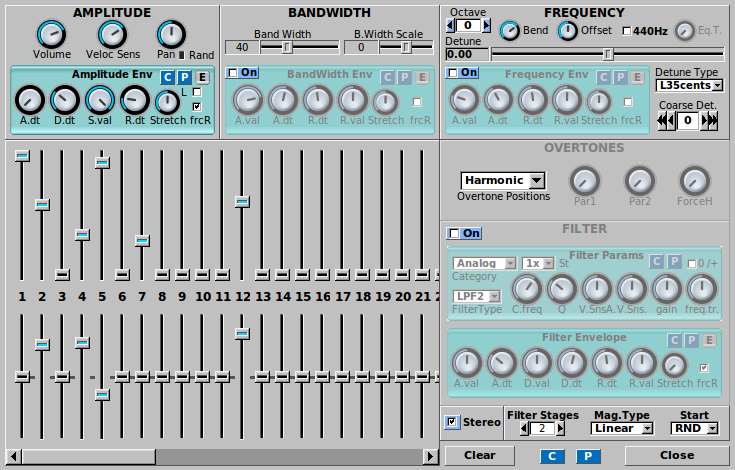 AMPLITUDE
Volume Veloc Sens Pan Rand
Amplitude Env C P E
L
A.dt D.dt S.val R.dt Stretch frcR
BANDWIDTH
Band Width B.Width Scale
40 0
On BandWidth Env C P E
A.val A.dt R.dt R.val Stretch frcR
FREQUENCY
Octave
0 Bend Offset 440Hz Eq.T.
Detune
0.00
On Frequency Env C P E
A.val A.dt R.dt R.val Stretch frcR
Detune Type
L35cents
Coarse Det.
0
1 2 3 4 5 6 7 8 9 10 11 12 13 14 15 16 17 18 19 20 21
OVERTONES
Harmonic
Overtone Positions Par1 Par2 ForceH
On FILTER
Filter Params C P 0 /+
Analog 1x St
Category
LPF2
FilterType C.freq Q V.SnsA. V.Sns. gain freq.tr.
Filter Envelope C P E
A.val A.dt D.val D.dt R.dt R.val Stretch frcR
Stereo
Filter Stages Mag.Type Start
2 Linear RND
Clear C P Close